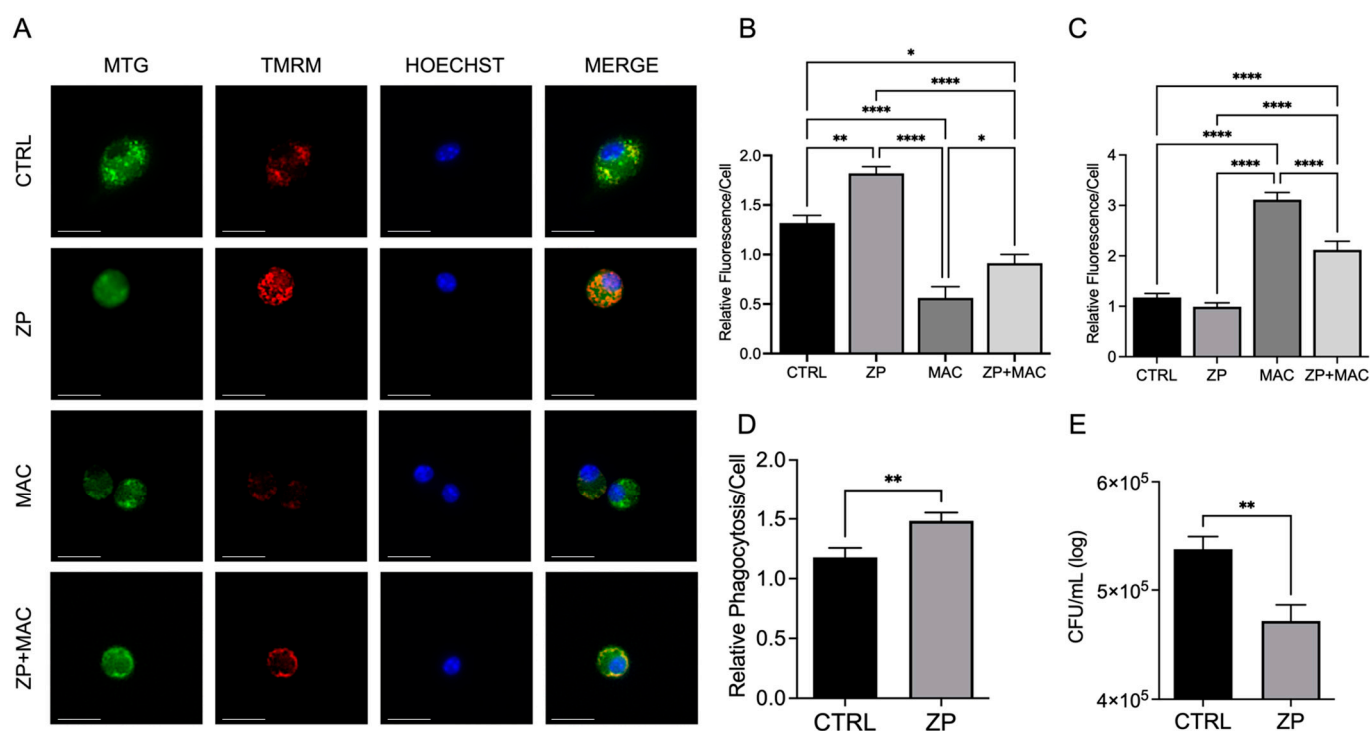 A
MTG TMRM HOECHST MERGE
CTRL
ZP
MAC
ZP+MAC
B
* 
**** 
**** 
** **** *
Relative Fluorescence/Cell
2.0
1.5
1.0
0.5
0.0
CTRL ZP MAC ZP+MAC
C
****
****
****
**** ****
Relative Fluorescence/Cell
4
3
2
1
0
CTRL ZP MAC ZP+MAC
D
**
Relative Phagocytosis/Cell
2.0
1.5
1.0
0.5
0.0
CTRL ZP
E
**
CFU/mL (log)
6×10⁵
5×10⁵
4×10⁵
CTRL ZP